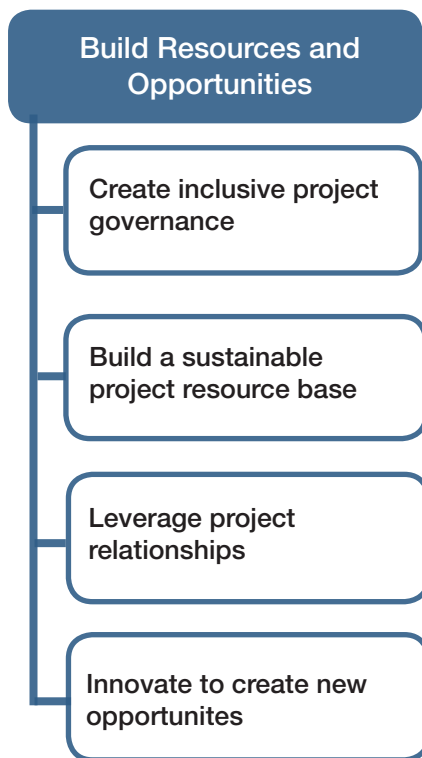 Build Resources and
Opportunities
Create inclusive project
governance
Build a sustainable
project resource base
Leverage project
relationships
Innovate to create new
opportunites